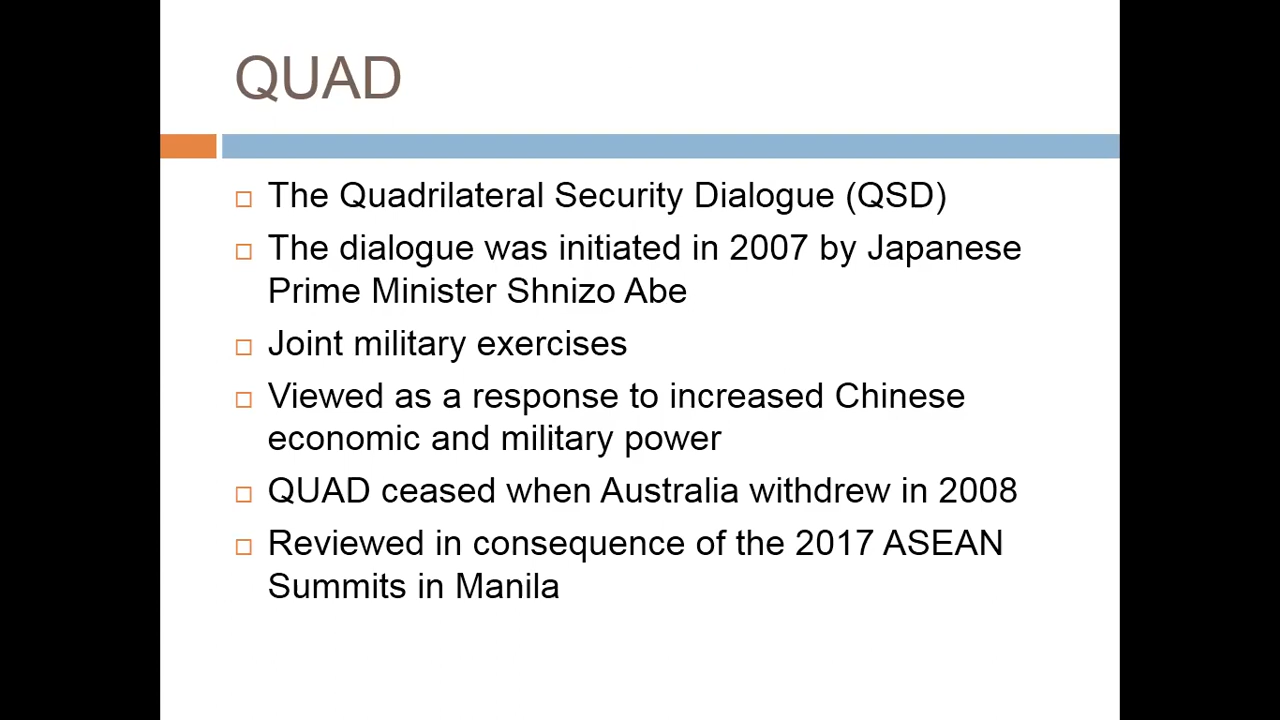 QUAD
The Quadrilateral Security Dialogue (QSD)
The dialogue was initiated in 2007 by Japanese
Prime Minister Shnizo Abe
Joint military exercises
Viewed as a response to increased Chinese
economic and military power
QUAD ceased when Australia withdrew in 2008
Reviewed in consequence of the 2017 ASEAN
Summits in Manila